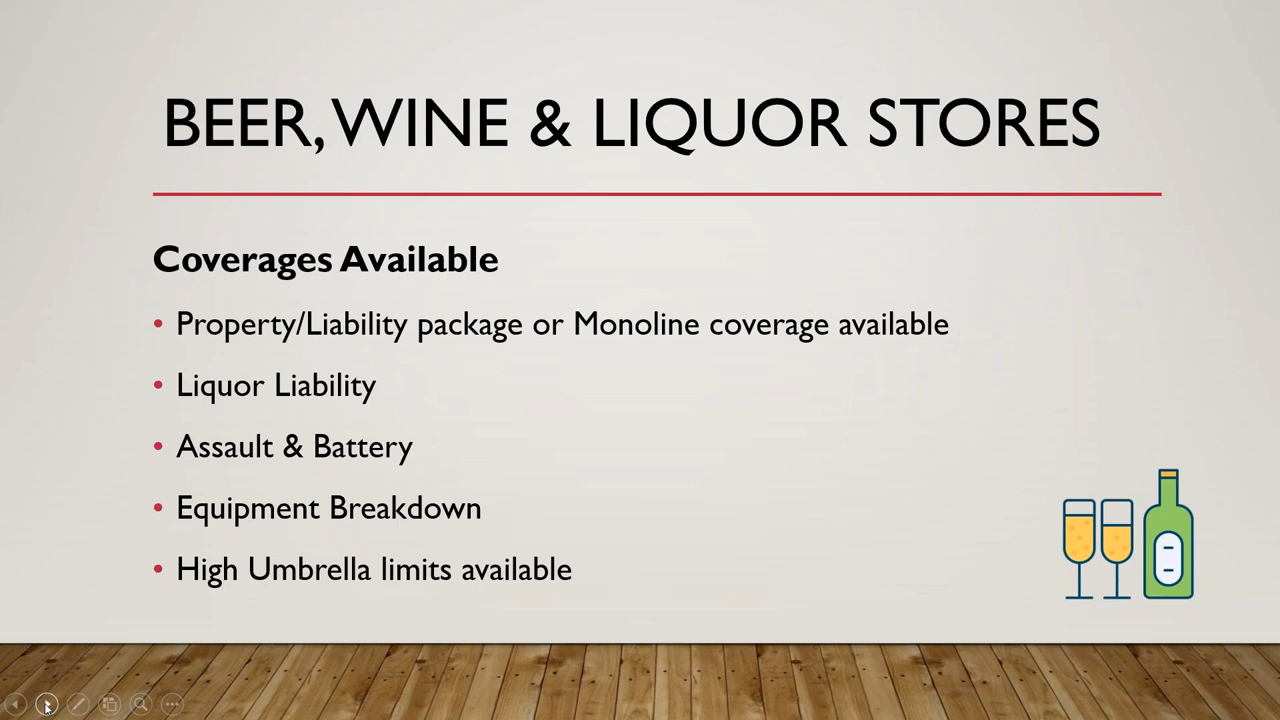 BEER, WINE & LIQUOR STORES
Coverages Available
• Property/Liability package or Monoline coverage available
• Liquor Liability
• Assault & Battery
• Equipment Breakdown
• High Umbrella limits available